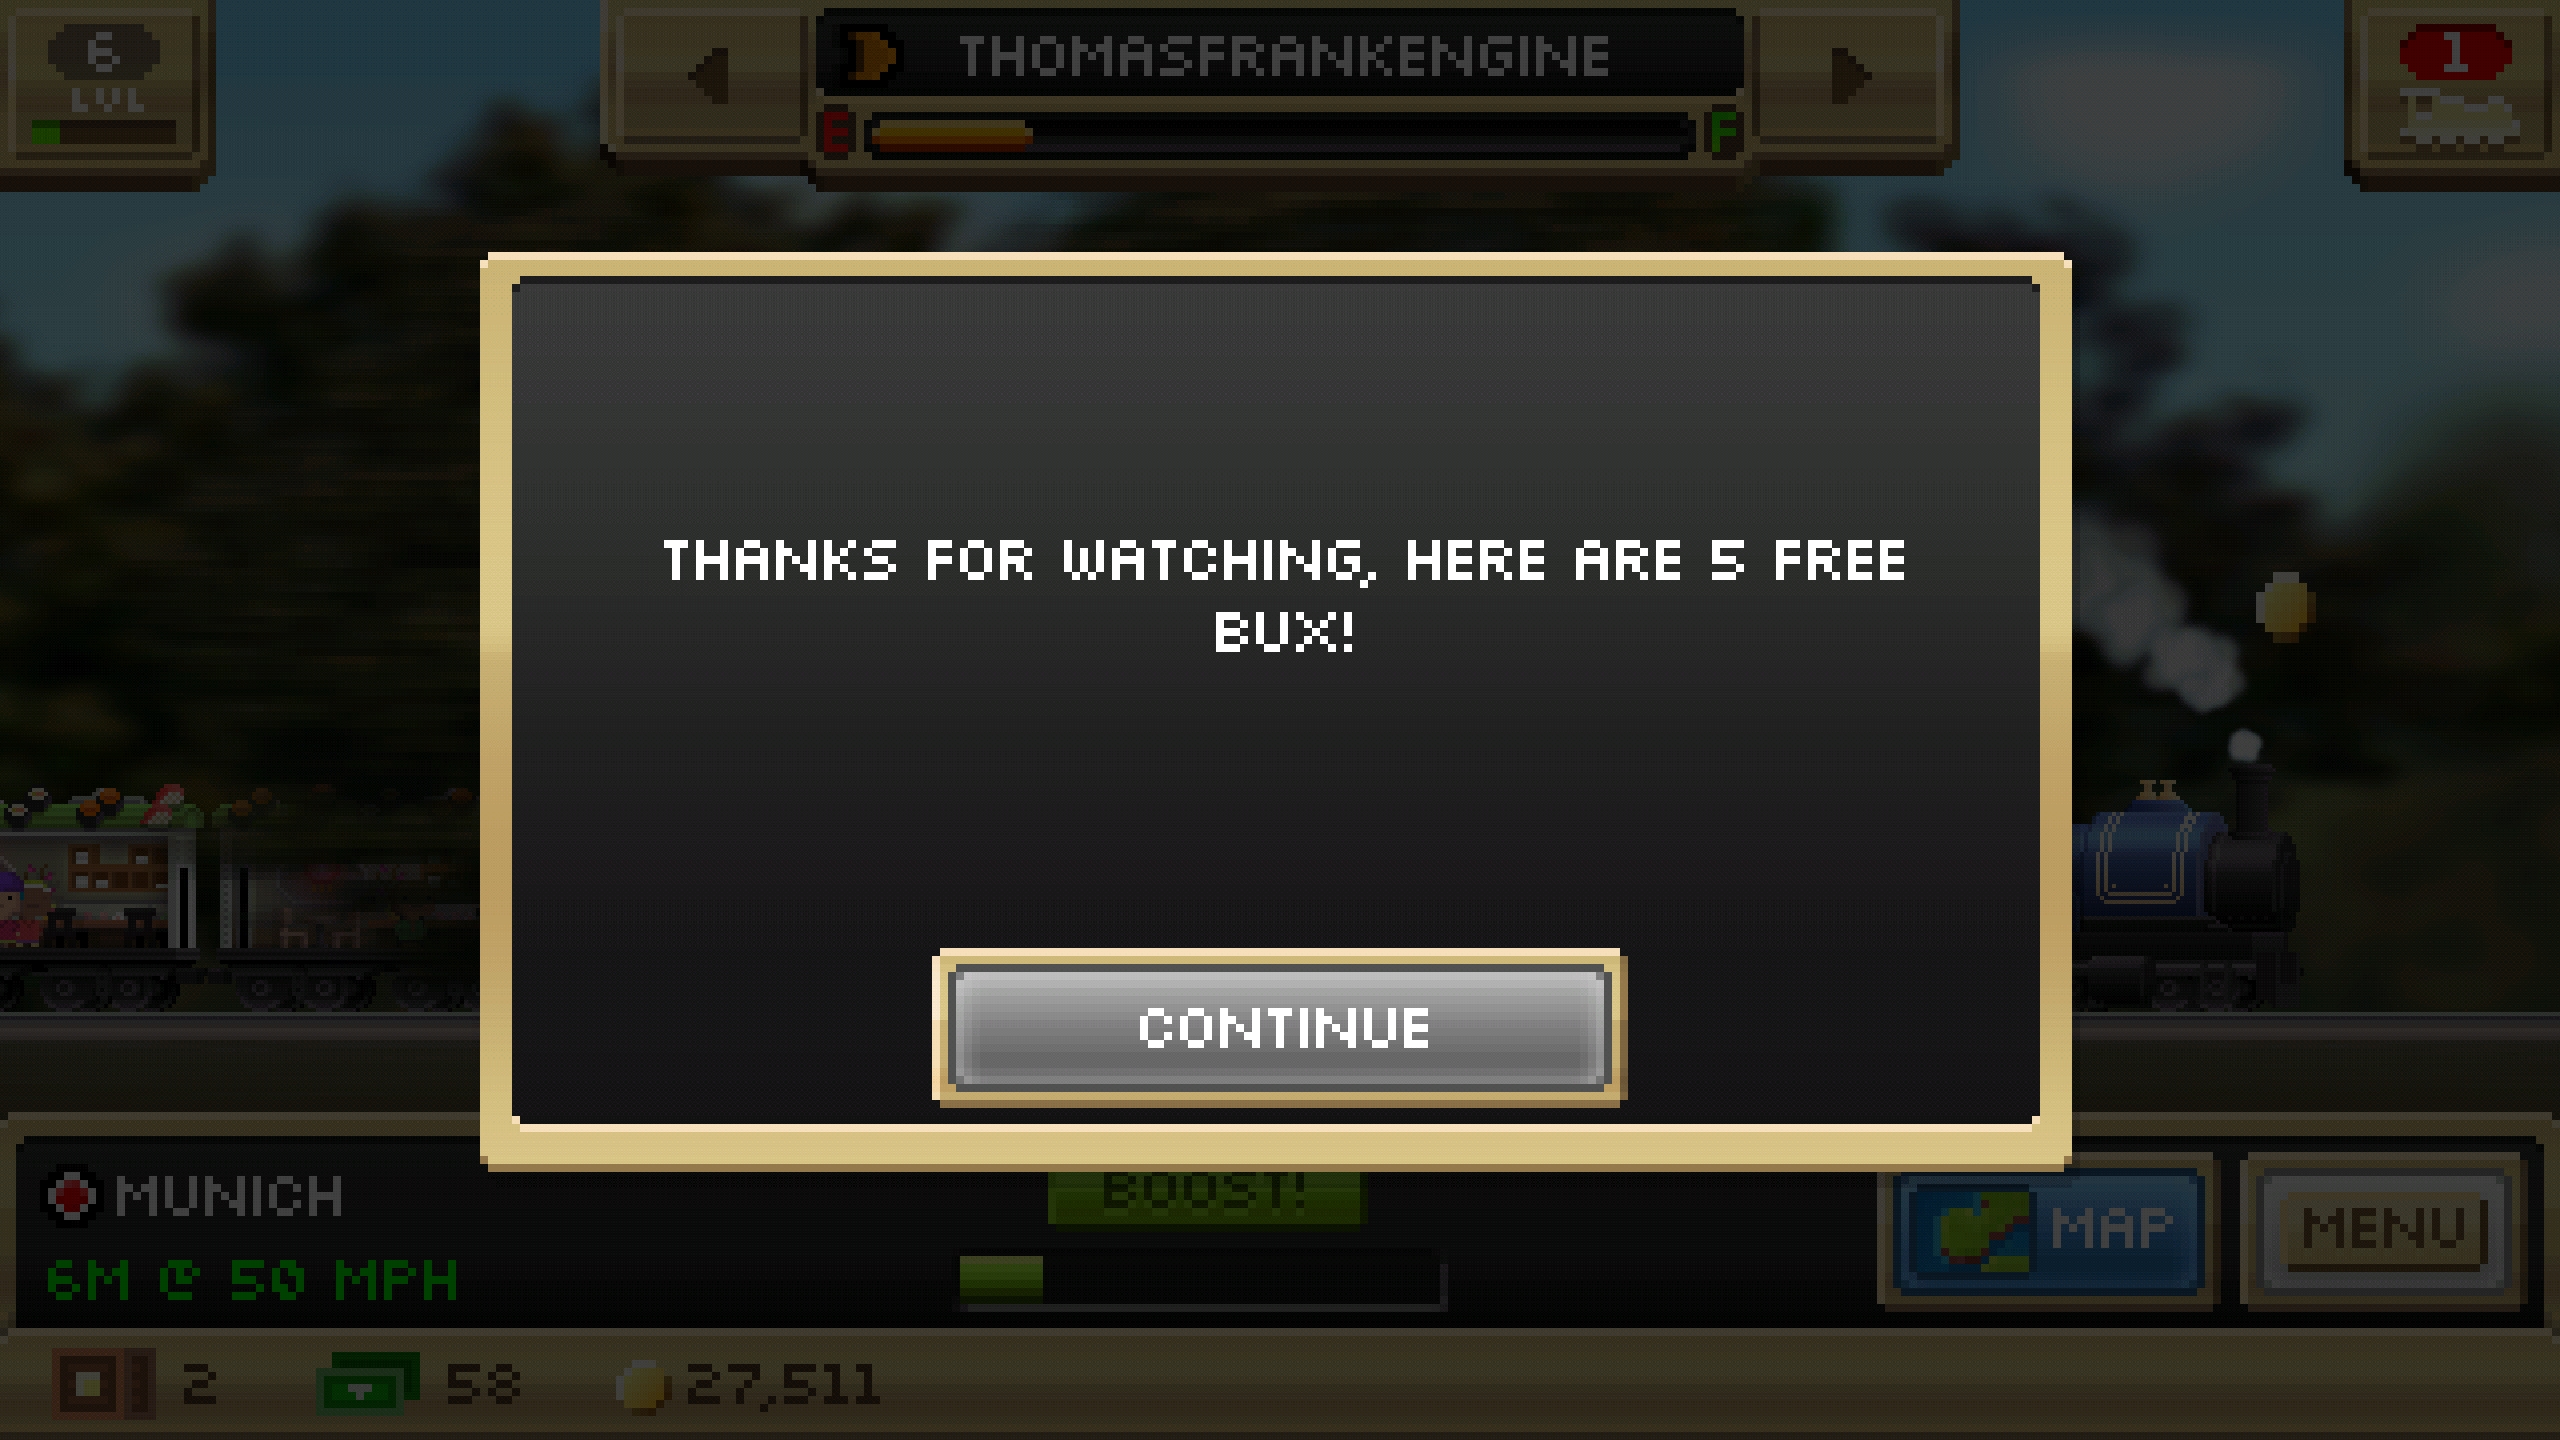 6
LVL
THOMASFRANKENGINE
E
F
1
THANKS FOR WATCHING, HERE ARE 5 FREE
BUX!
CONTINUE
MUNICH
6M @ 50 MPH
BOOST!
MAP
MENU
2
58
27,511